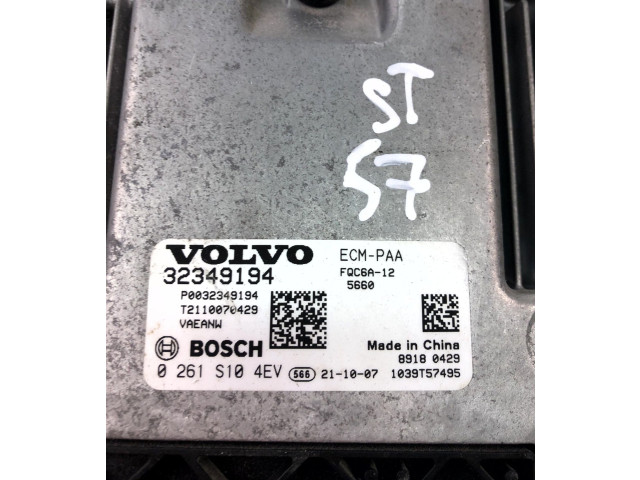 ST
57
VOLVO
ECM-PAA
32349194
FQC6A-12
5660
P0032349194
T2110070429
VAEANW
BOSCH
Made in China
8918 0429
0 261 S10 4EV 566 21-10-07 1039T57495